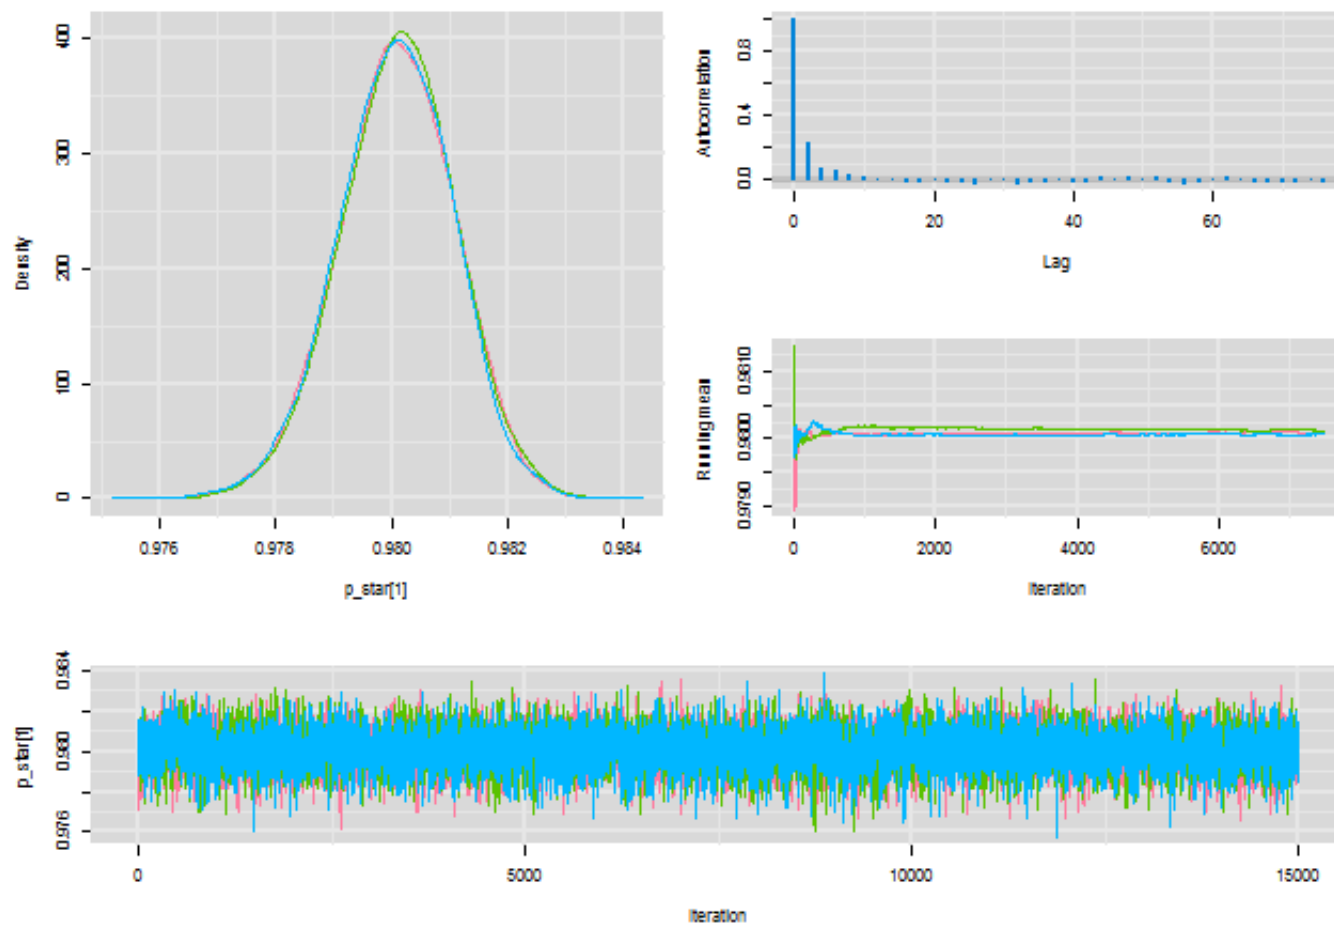 400
300
200
100
0
Density
0.976 0.978 0.980 0.982 0.984
p_star[1]
0.8
0.4
0.0
Autocorrelation
0 20 40 60
Lag
0.9810
0.9800
0.9790
Running mean
0 2000 4000 6000
Iteration
0.984
0.980
0.976
p_star[1]
0 5000 10000 15000
Iteration